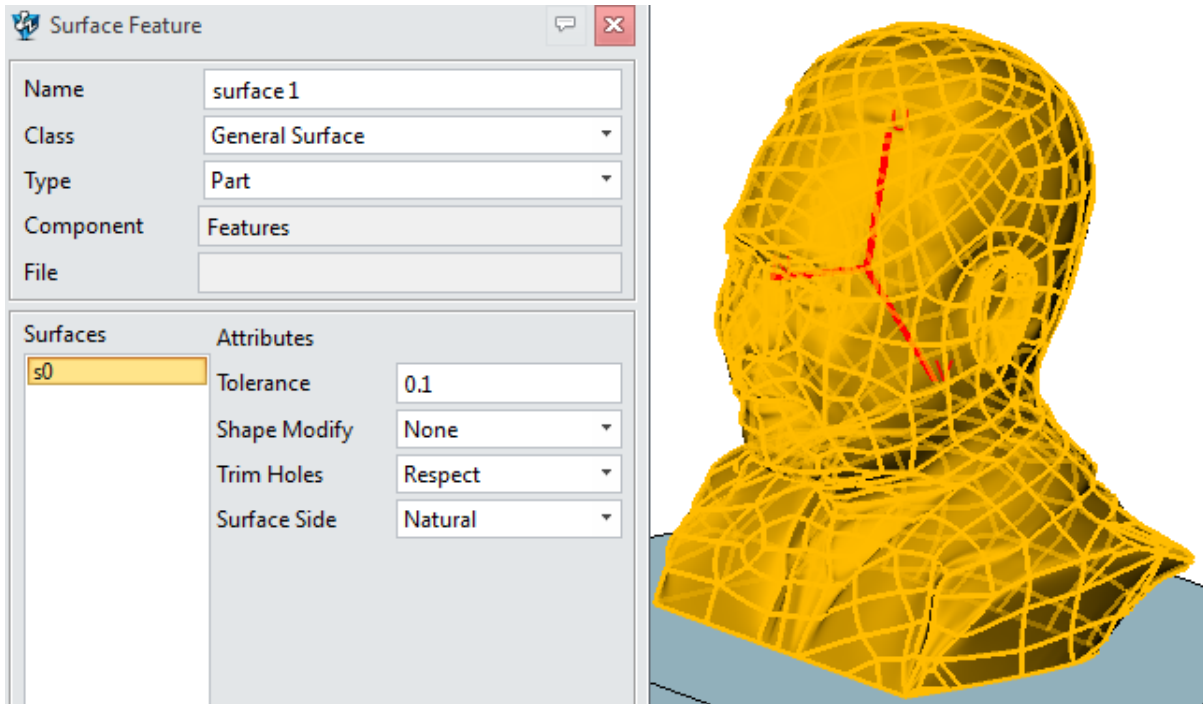 Surface Feature
Name surface 1
Class General Surface
Type Part
Component Features
File
Surfaces Attributes
s0
Tolerance 0.1
Shape Modify None
Trim Holes Respect
Surface Side Natural